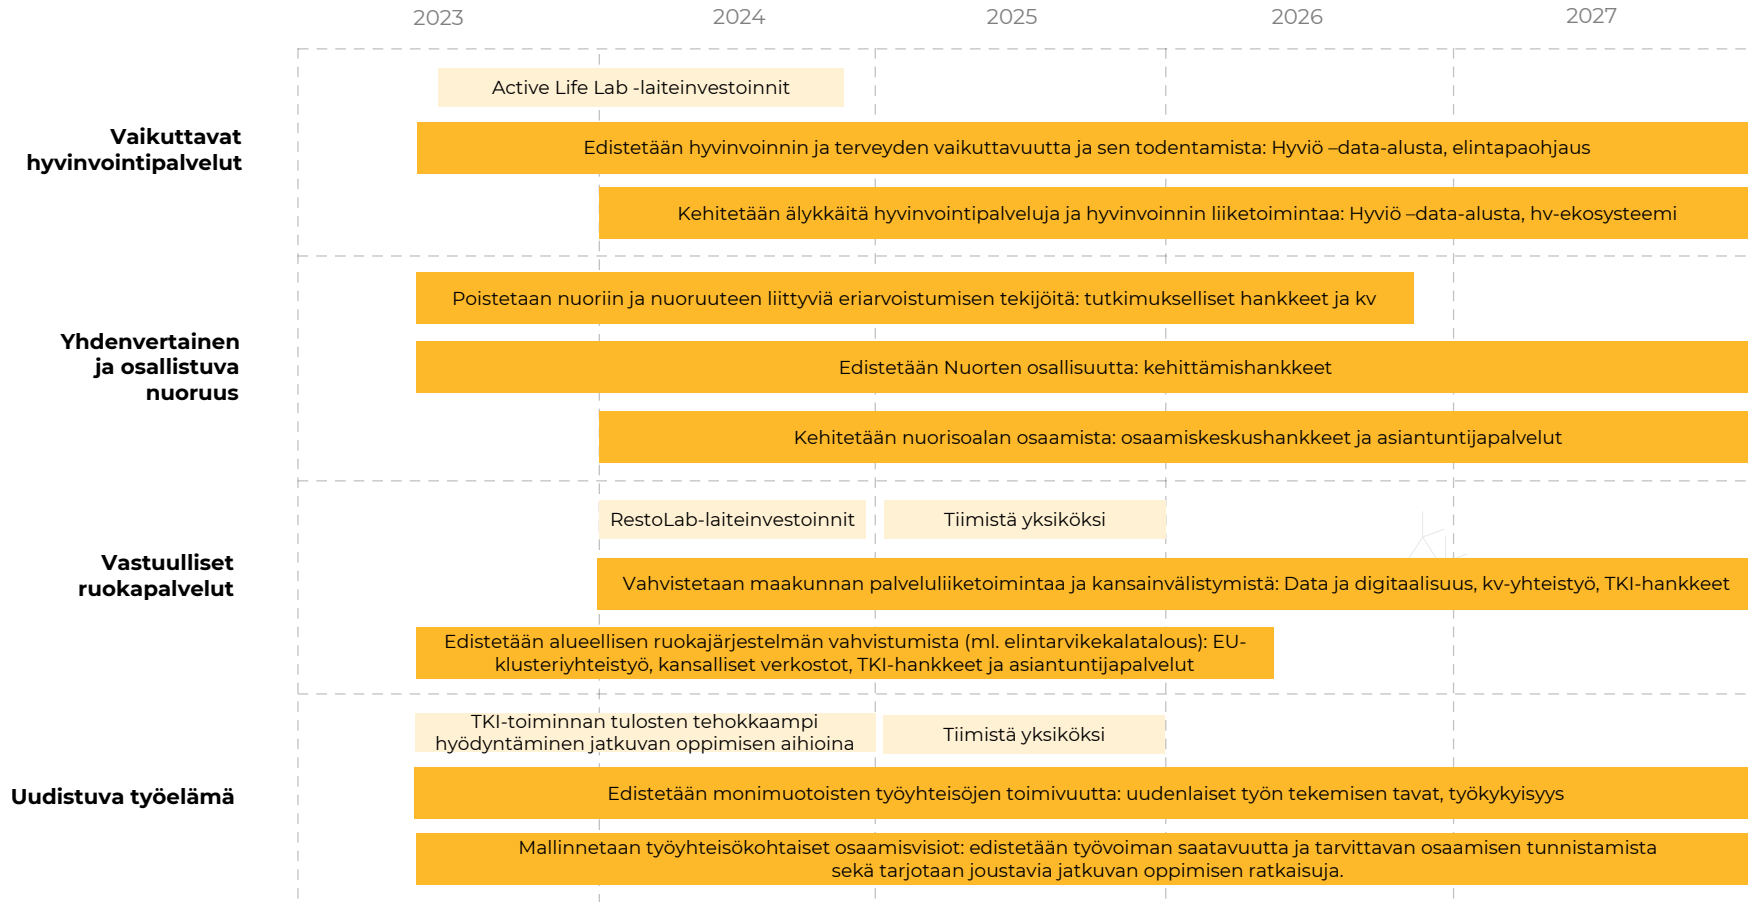 2023 2024 2025 2026 2027
Vaikuttavat
hyvinvointipalvelut
Active Life Lab -laiteinvestoinnit
Edistetään hyvinvoinnin ja terveyden vaikuttavuutta ja sen todentamista: Hyviö –data-alusta, elintapaohjaus
Kehitetään älykkäitä hyvinvointipalveluja ja hyvinvoinnin liiketoimintaa: Hyviö –data-alusta, hv-ekosysteemi
Yhdenvertainen
ja osallistuva
nuoruus
Poistetaan nuoriin ja nuoruuteen liittyviä eriarvoistumisen tekijöitä: tutkimukselliset hankkeet ja kv
Edistetään Nuorten osallisuutta: kehittämishankkeet
Kehitetään nuorisoalan osaamista: osaamiskeskushankkeet ja asiantuntijapalvelut
Vastuulliset
ruokapalvelut
RestoLab-laiteinvestoinnit
Tiimistä yksiköksi
Vahvistetaan maakunnan palveluliiketoimintaa ja kansainvälistymistä: Data ja digitaalisuus, kv-yhteistyö, TKI-hankkeet
Edistetään alueellisen ruokajärjestelmän vahvistumista (ml. elintarvikekalatalous): EU-
klusteriyhteistyö, kansalliset verkostot, TKI-hankkeet ja asiantuntijapalvelut
Uudistuva työelämä
TKI-toiminnan tulosten tehokkaampi
hyödyntäminen jatkuvan oppimisen aihioina
Tiimistä yksiköksi
Edistetään monimuotoisten työyhteisöjen toimivuutta: uudenlaiset työn tekemisen tavat, työkykyisyys
Mallinnetaan työyhteisökohtaiset osaamisvisiot: edistetään työvoiman saatavuutta ja tarvittavan osaamisen tunnistamista
sekä tarjotaan joustavia jatkuvan oppimisen ratkaisuja.